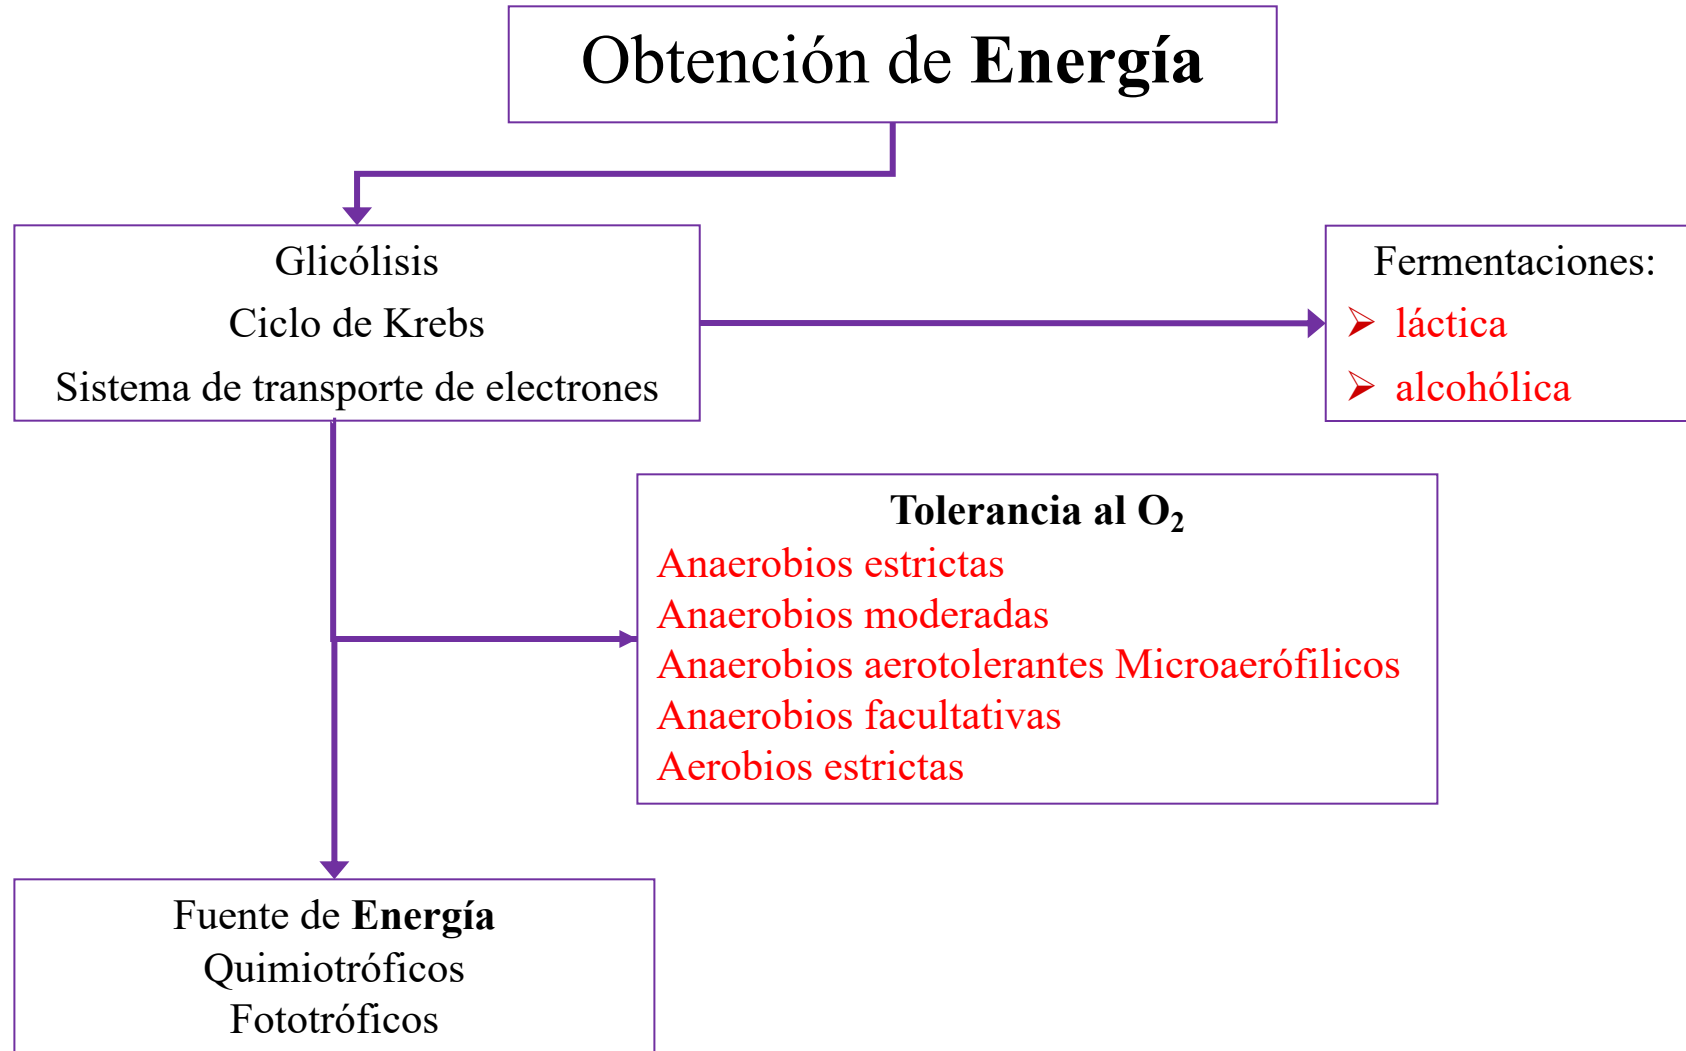 Obtención de Energía
Glicólisis
Ciclo de Krebs
Sistema de transporte de electrones
Fermentaciones:
➢ láctica
➢ alcohólica
Tolerancia al O₂
Anaerobios estrictas
Anaerobios moderadas
Anaerobios aerotolerantes Microaerófilicos
Anaerobios facultativas
Aerobios estrictas
Fuente de Energía
Quimiotróficos
Fototróficos